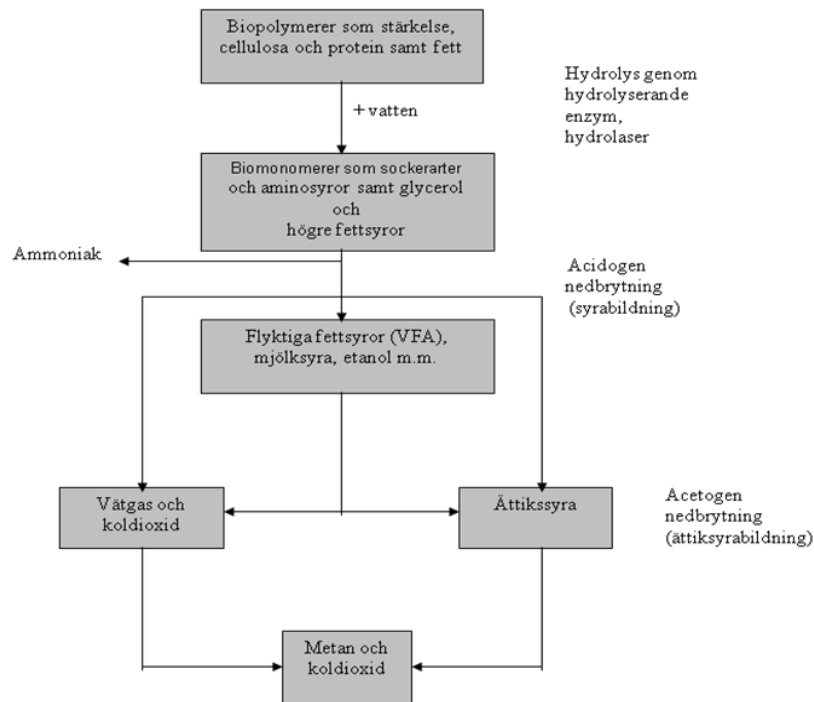 Biopolymerer som stärkelse,
cellulosa och protein samt fett
Hydrolys genom
hydrolyserande
enzym,
hydrolaser
+ vatten
Biomonomerer som sockerarter
och aminosyror samt glycerol
och
högre fettsyror
Ammoniak
Acidogen
nedbrytning
(syrabildning)
Flyktiga fettsyror (VFA),
mjölksyra, etanol m.m.
Vätgas och
koldioxid
Ättikssyra
Acetogen
nedbrytning
(ättiksyrabildning)
Metan och
koldioxid